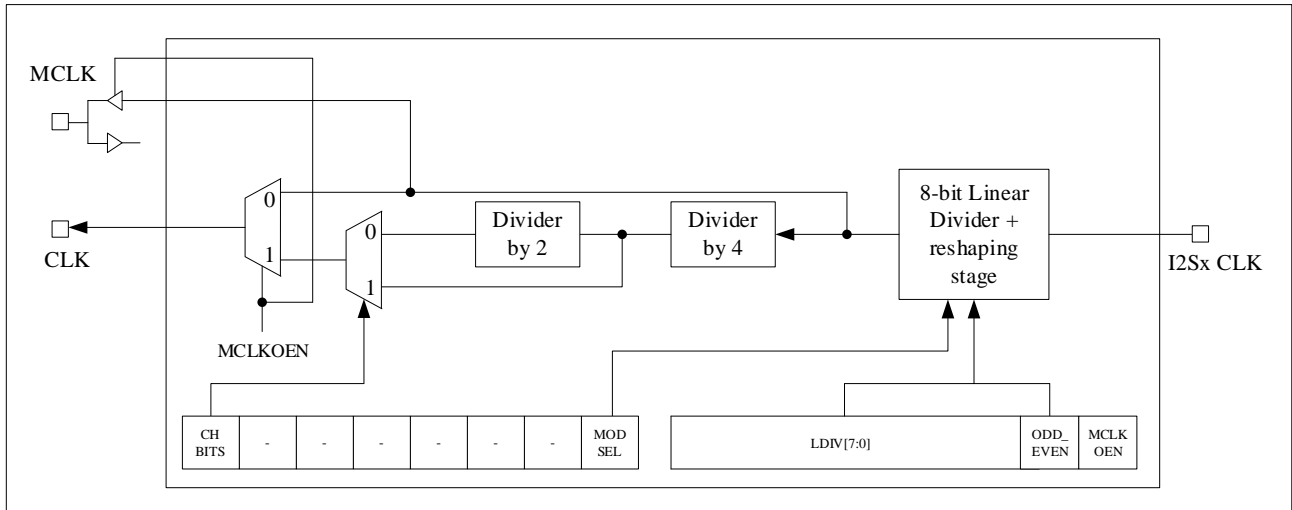 MCLK
0
8-bit Linear
Divider +
reshaping
stage
Divider
by 2
Divider
by 4
0
1
1
CLK
I2Sx CLK
MCLKOEN
CH
BITS
-
-
-
-
-
MOD
SEL
LDIV[7:0]
ODD_
EVEN
MCLK
OEN